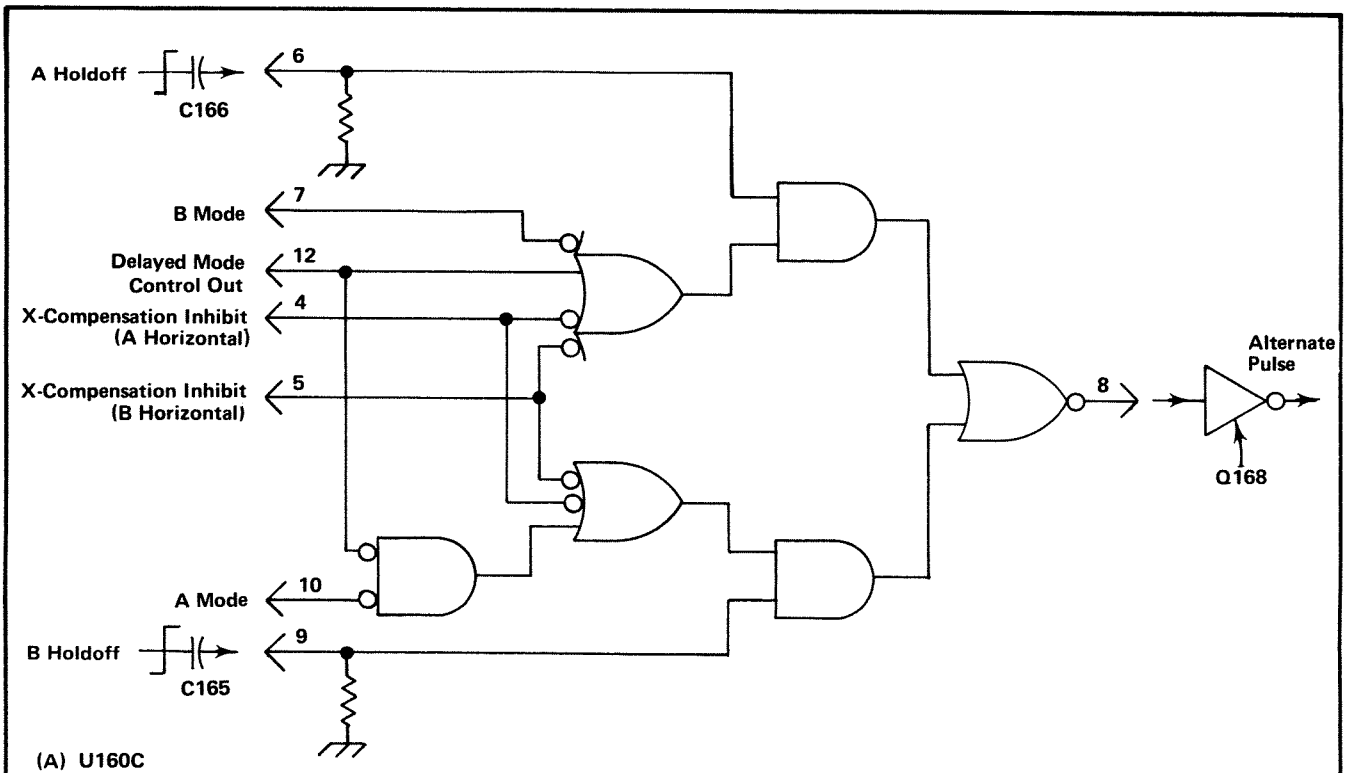 A Holdoff
6
C166
B Mode
7
Delayed Mode
Control Out
12
X-Compensation Inhibit
(A Horizontal)
4
X-Compensation Inhibit
(B Horizontal)
5
8
Alternate
Pulse
Q168
A Mode
10
B Holdoff
9
C165
(A) U160C